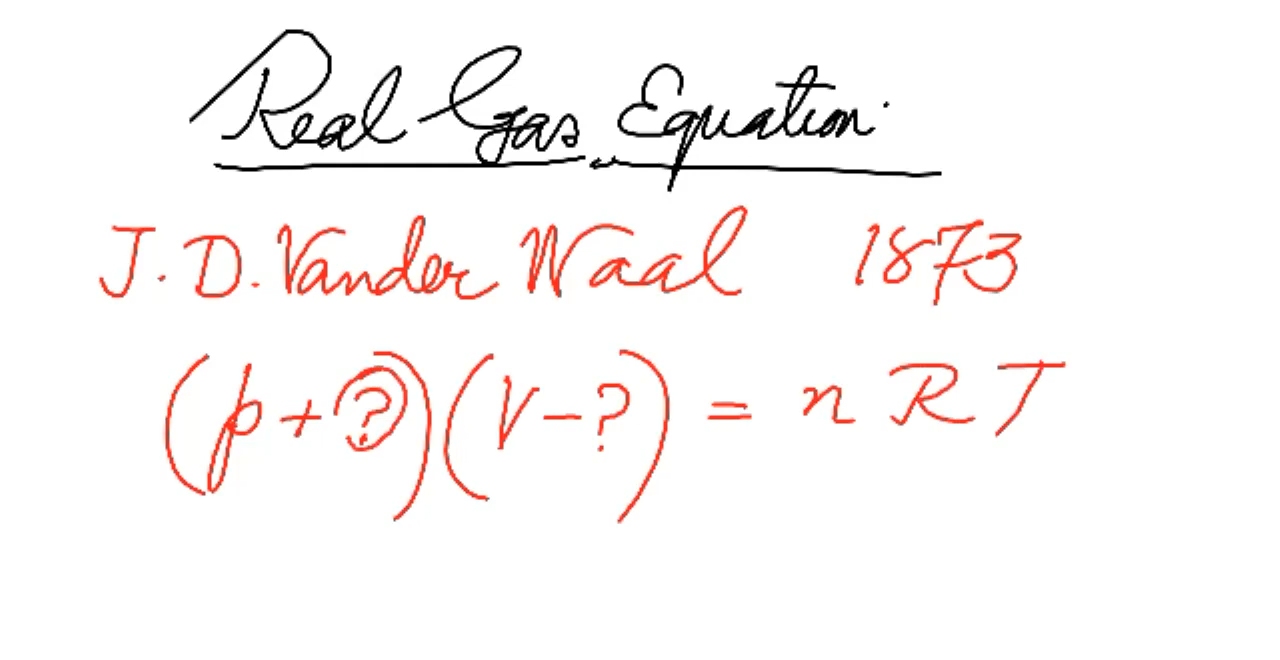 Real Gas Equation
J. D. Vander Waal 1873
(p + ?) (V - ?) = n R T